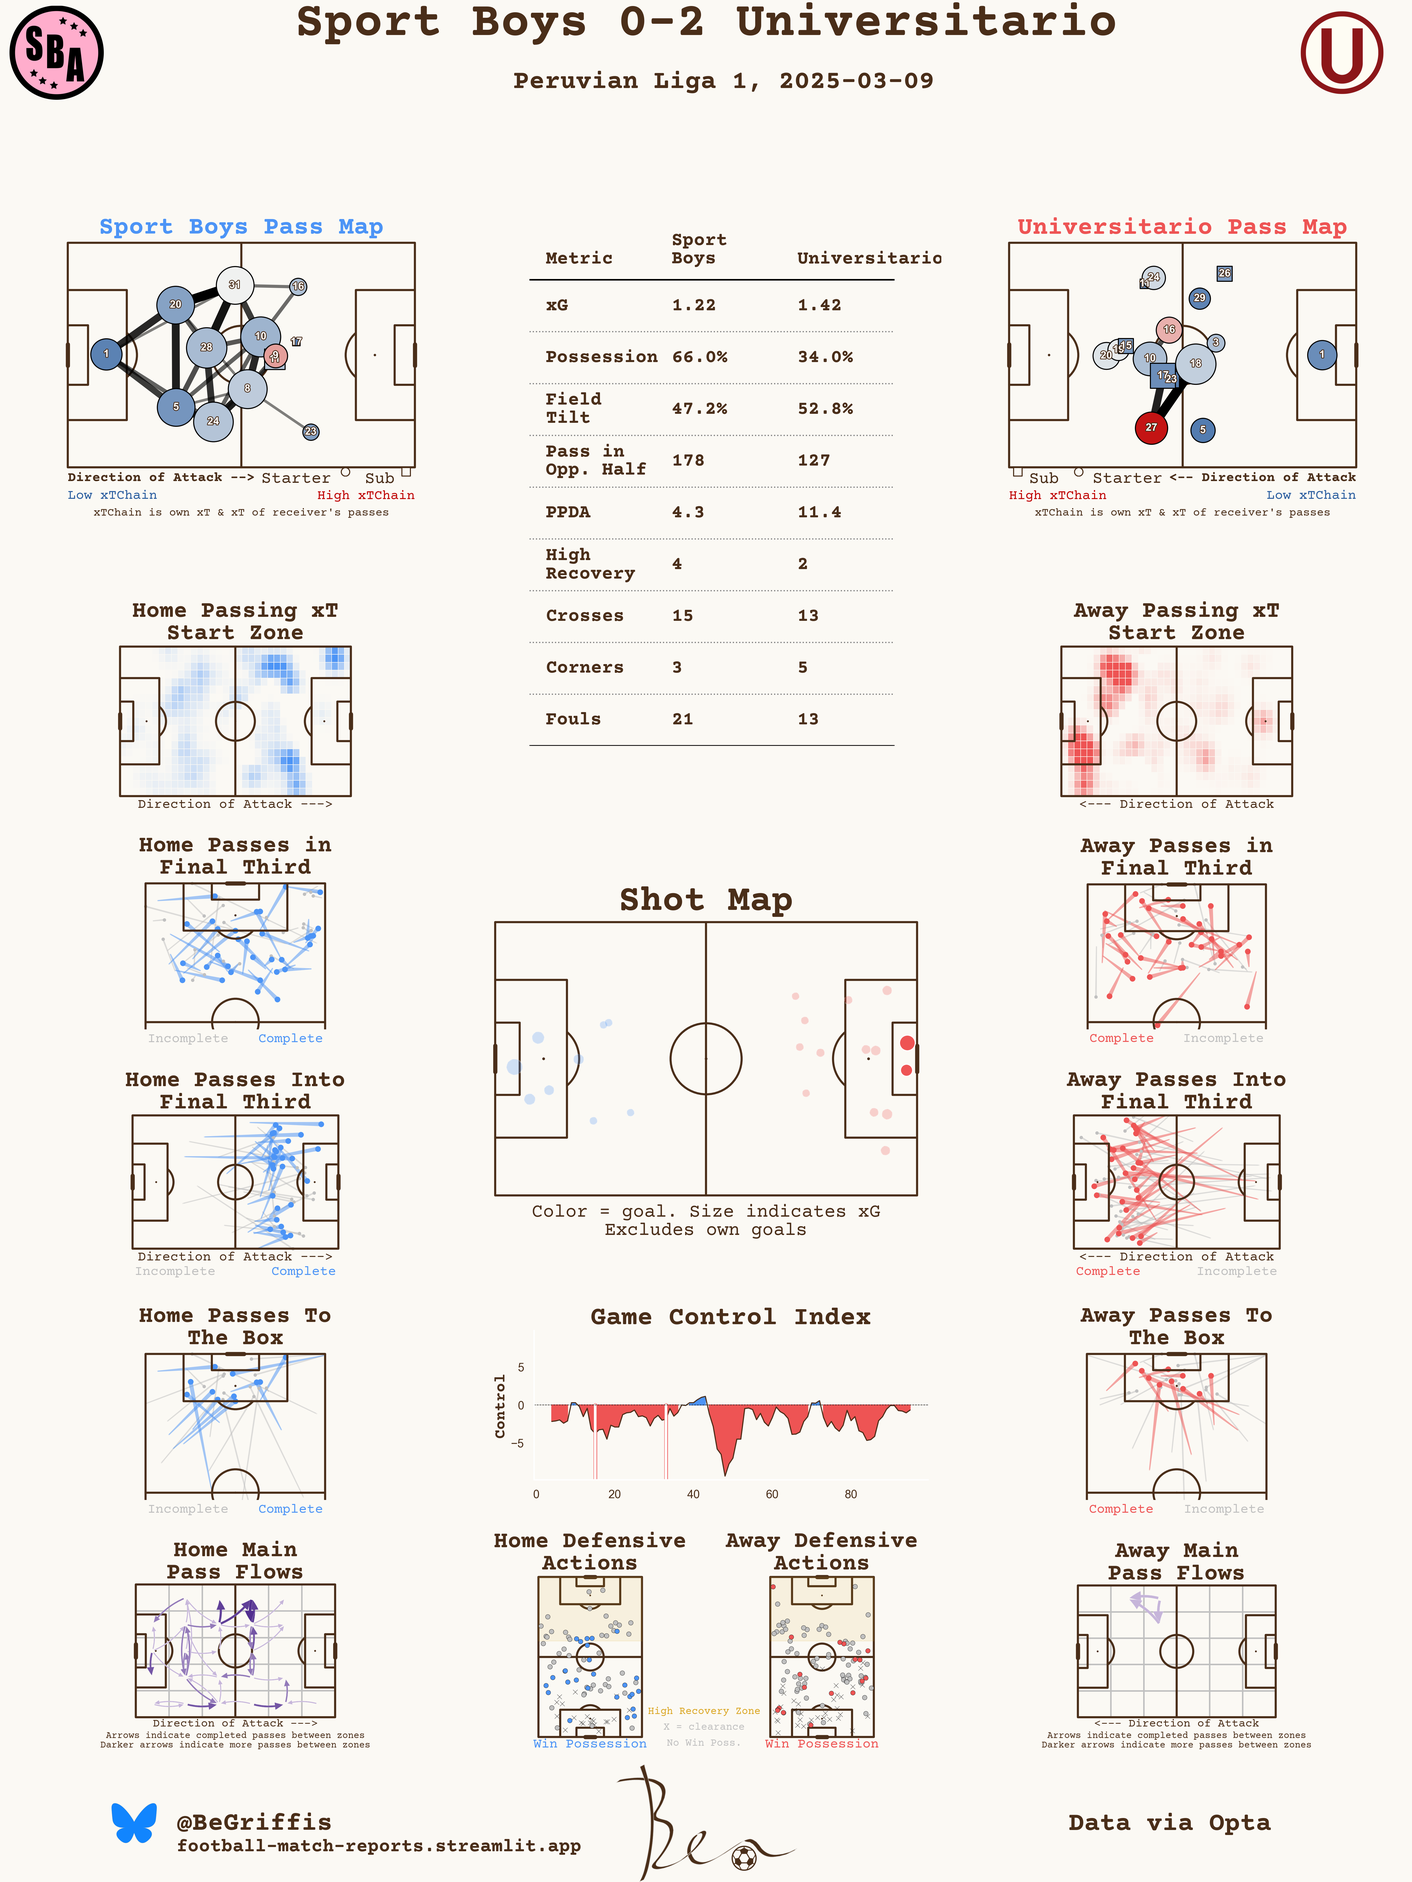 Sport Boys 0-2 Universitario
Peruvian Liga 1, 2025-03-09
SBA
U
Sport Boys Pass Map
1
20
5
31
28
24
10
8
9
11
16
17
23
Direction of Attack --> Starter Sub
Low xTChain High xTChain
xTChain is own xT & xT of receiver's passes
Metric Sport Boys Universitario
xG 1.22 1.42
Possession 66.0% 34.0%
Field Tilt 47.2% 52.8%
Pass in Opp. Half 178 127
PPDA 4.3 11.4
High Recovery 4 2
Crosses 15 13
Corners 3 5
Fouls 21 13
Universitario Pass Map
24
11
26
29
16
3
20
15
10
18
17
23
27
5
1
Sub Starter <-- Direction of Attack
High xTChain Low xTChain
xTChain is own xT & xT of receiver's passes
Home Passing xT
Start Zone
Direction of Attack --->
Away Passing xT
Start Zone
<--- Direction of Attack
Home Passes in
Final Third
Incomplete Complete
Away Passes in
Final Third
Complete Incomplete
Shot Map
Color = goal. Size indicates xG
Excludes own goals
Home Passes Into
Final Third
Direction of Attack --->
Incomplete Complete
Away Passes Into
Final Third
<--- Direction of Attack
Complete Incomplete
Home Passes To
The Box
Incomplete Complete
Game Control Index
Control
5
0
−5
0 20 40 60 80
Away Passes To
The Box
Complete Incomplete
Home Main
Pass Flows
Direction of Attack --->
Arrows indicate completed passes between zones
Darker arrows indicate more passes between zones
Home Defensive
Actions
Win Possession
High Recovery Zone
X = clearance
No Win Poss.
Away Defensive
Actions
Win Possession
Away Main
Pass Flows
<--- Direction of Attack
Arrows indicate completed passes between zones
Darker arrows indicate more passes between zones
@BeGriffis
football-match-reports.streamlit.app
Ben
Data via Opta